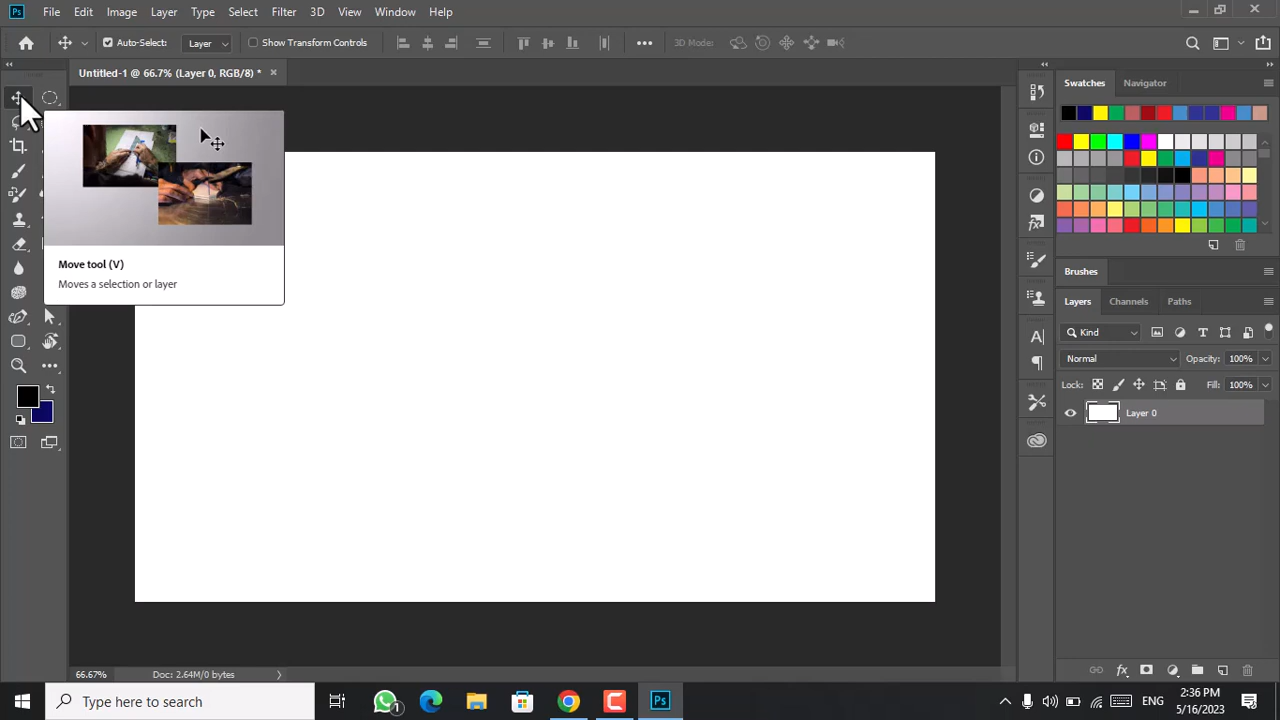 Ps File Edit Image Layer Type Select Filter 3D View Window Help
Auto-Select: Layer Show Transform Controls 3D Mode:
Untitled-1 @ 66.7% (Layer 0, RGB/8) *
Swatches Navigator
Move tool (V)
Moves a selection or layer
Brushes
Layers Channels Paths
Kind
Normal Opacity: 100%
Lock: Fill: 100%
Layer 0
66.67% Doc: 2.64M/0 bytes
Type here to search
1
Ps
ENG
2:36 PM
5/16/2023